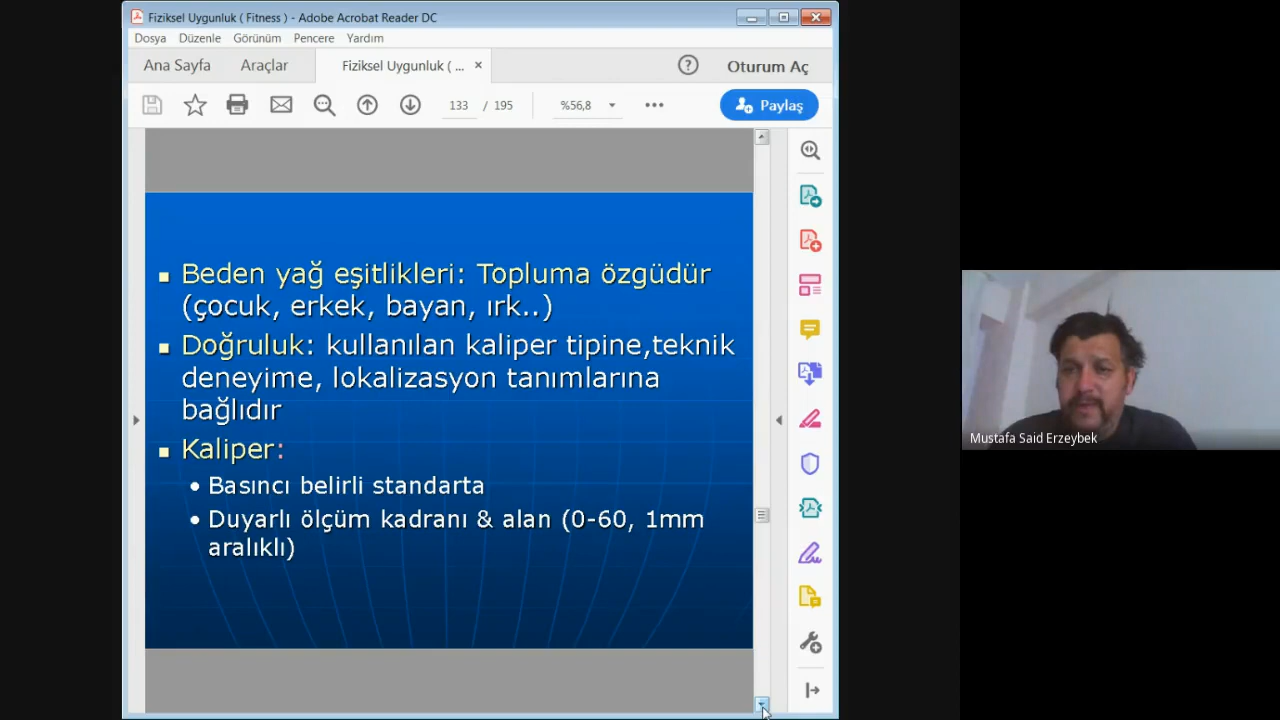 Fiziksel Uygunluk ( Fitness ) - Adobe Acrobat Reader DC
Dosya Düzenle Görünüm Pencere Yardım
Ana Sayfa Araçlar Fiziksel Uygunluk ( ... × ? Oturum Aç
133 / 195 %56,8 Paylaş
Beden yağ eşitlikleri: Topluma özgüdür
(çocuk, erkek, bayan, ırk..)
Doğruluk: kullanılan kaliper tipine,teknik
deneyime, lokalizasyon tanımlarına
bağlıdır
Kaliper:
• Basıncı belirli standarta
• Duyarlı ölçüm kadranı & alan (0-60, 1mm
aralıklı)
Mustafa Said Erzeybek